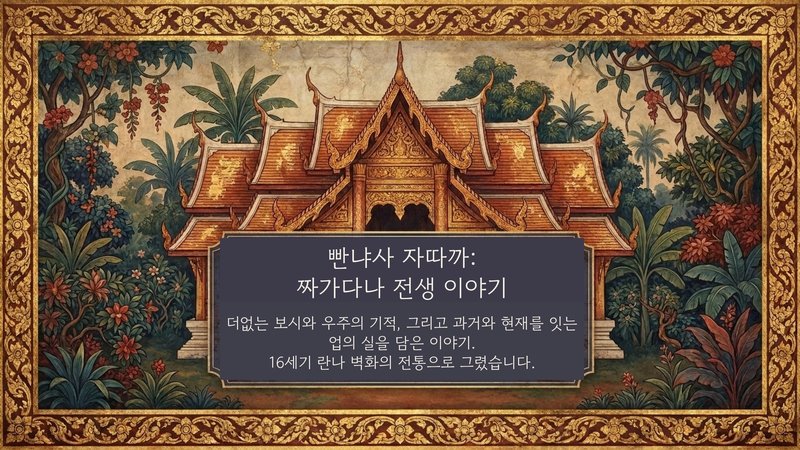 빤냐사 자따까:
짜가다나 전생 이야기
더없는 보시와 우주의 기적, 그리고 과거와 현재를 잇는
업의 실을 담은 이야기.
16세기 란나 벽화의 전통으로 그렸습니다.